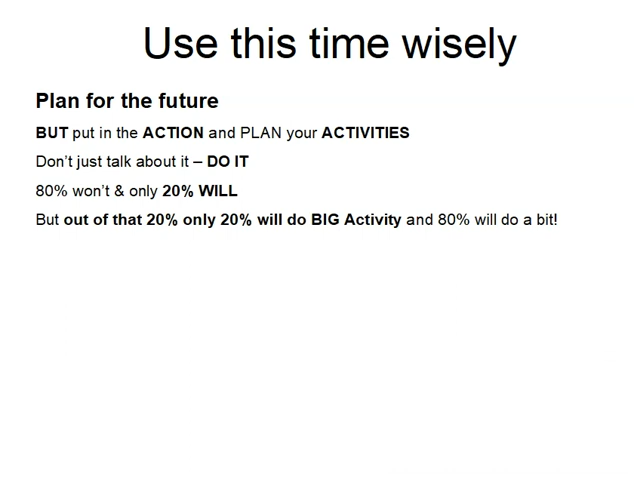 Use this time wisely
Plan for the future
BUT put in the ACTION and PLAN your ACTIVITIES
Don’t just talk about it – DO IT
80% won’t & only 20% WILL
But out of that 20% only 20% will do BIG Activity and 80% will do a bit!